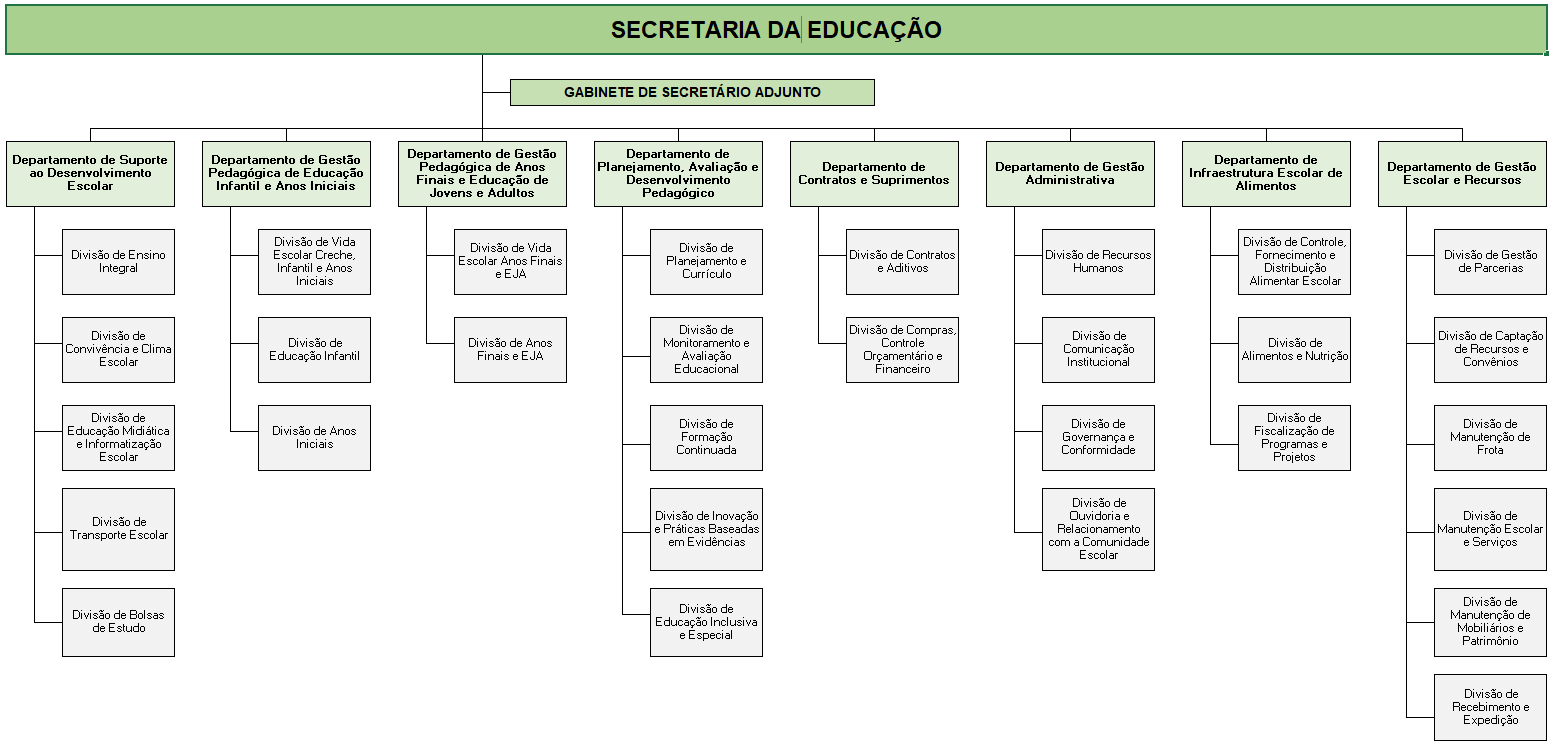 SECRETARIA DA EDUCAÇÃO
GABINETE DE SECRETÁRIO ADJUNTO
Departamento de Suporte
ao Desenvolvimento
Escolar
Divisão de Ensino
Integral
Divisão de
Convivência e Clima
Escolar
Divisão de
Educação Midiática
e Informatização
Escolar
Divisão de
Transporte Escolar
Divisão de Bolsas
de Estudo
Departamento de Gestão
Pedagógica de Educação
Infantil e Anos Iniciais
Divisão de Vida
Escolar Creche,
Infantil e Anos
Iniciais
Divisão de
Educação Infantil
Divisão de Anos
Iniciais
Departamento de Gestão
Pedagógica de Anos
Finais e Educação de
Jovens e Adultos
Divisão de Vida
Escolar Anos Finais
e EJA
Divisão de Anos
Finais e EJA
Departamento de
Planejamento, Avaliação e
Desenvolvimento
Pedagógico
Divisão de
Planejamento e
Currículo
Divisão de
Monitoramento e
Avaliação
Educacional
Divisão de
Formação
Continuada
Divisão de Inovação
e Práticas Baseadas
em Evidências
Divisão de
Educação Inclusiva
e Especial
Departamento de
Contratos e Suprimentos
Divisão de Contratos
e Aditivos
Divisão de Compras,
Controle
Orçamentário e
Financeiro
Departamento de Gestão
Administrativa
Divisão de Recursos
Humanos
Divisão de
Comunicação
Institucional
Divisão de
Governança e
Conformidade
Divisão de
Ouvidoria e
Relacionamento
com a Comunidade
Escolar
Departamento de
Infraestrutura Escolar de
Alimentos
Divisão de Controle,
Fornecimento e
Distribuição
Alimentar Escolar
Divisão de
Alimentos e Nutrição
Divisão de
Fiscalização de
Programas e
Projetos
Departamento de Gestão
Escolar e Recursos
Divisão de Gestão
de Parcerias
Divisão de Captação
de Recursos e
Convênios
Divisão de
Manutenção de
Frota
Divisão de
Manutenção Escolar
e Serviços
Divisão de
Manutenção de
Mobiliários e
Patrimônio
Divisão de
Recebimento e
Expedição